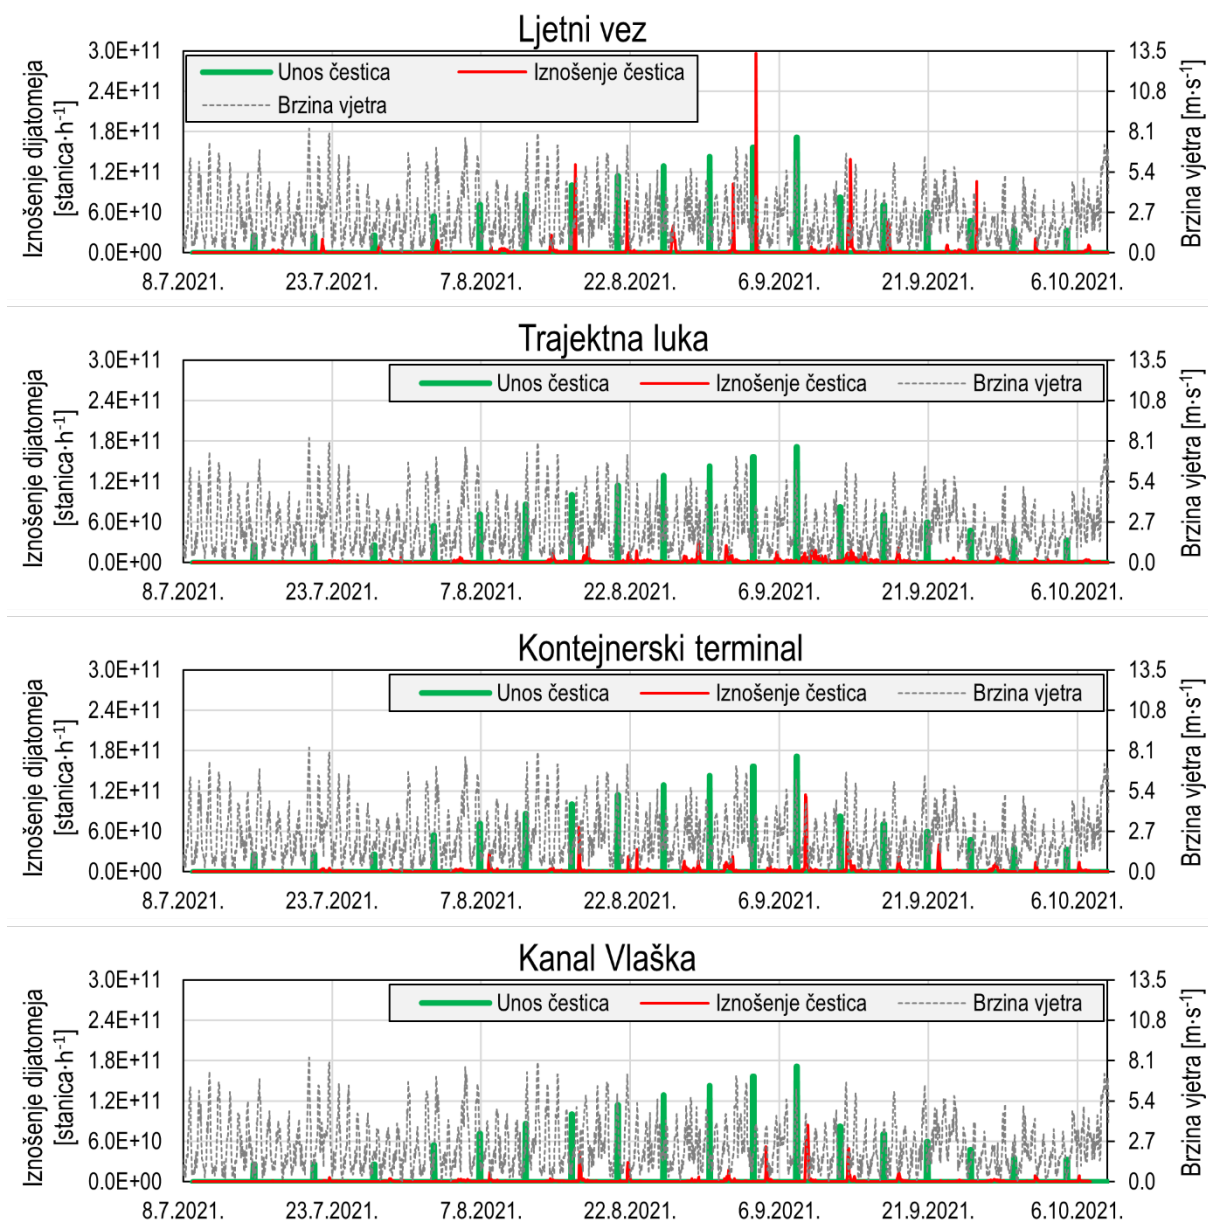 Ljetni vez
Iznošenje dijatomeja
[stanica·h⁻¹]
3.0E+11
2.4E+11
1.8E+11
1.2E+11
6.0E+10
0.0E+00
Unos čestica
Iznošenje čestica
Brzina vjetra
13.5
10.8
8.1
5.4
2.7
0.0
Brzina vjetra [m·s⁻¹]
8.7.2021. 23.7.2021. 7.8.2021. 22.8.2021. 6.9.2021. 21.9.2021. 6.10.2021.
Trajektna luka
Iznošenje dijatomeja
[stanica·h⁻¹]
3.0E+11
2.4E+11
1.8E+11
1.2E+11
6.0E+10
0.0E+00
Unos čestica Iznošenje čestica Brzina vjetra
13.5
10.8
8.1
5.4
2.7
0.0
Brzina vjetra [m·s⁻¹]
8.7.2021. 23.7.2021. 7.8.2021. 22.8.2021. 6.9.2021. 21.9.2021. 6.10.2021.
Kontejnerski terminal
Iznošenje dijatomeja
[stanica·h⁻¹]
3.0E+11
2.4E+11
1.8E+11
1.2E+11
6.0E+10
0.0E+00
Unos čestica Iznošenje čestica Brzina vjetra
13.5
10.8
8.1
5.4
2.7
0.0
Brzina vjetra [m·s⁻¹]
8.7.2021. 23.7.2021. 7.8.2021. 22.8.2021. 6.9.2021. 21.9.2021. 6.10.2021.
Kanal Vlaška
Iznošenje dijatomeja
[stanica·h⁻¹]
3.0E+11
2.4E+11
1.8E+11
1.2E+11
6.0E+10
0.0E+00
Unos čestica Iznošenje čestica Brzina vjetra
13.5
10.8
8.1
5.4
2.7
0.0
Brzina vjetra [m·s⁻¹]
8.7.2021. 23.7.2021. 7.8.2021. 22.8.2021. 6.9.2021. 21.9.2021. 6.10.2021.